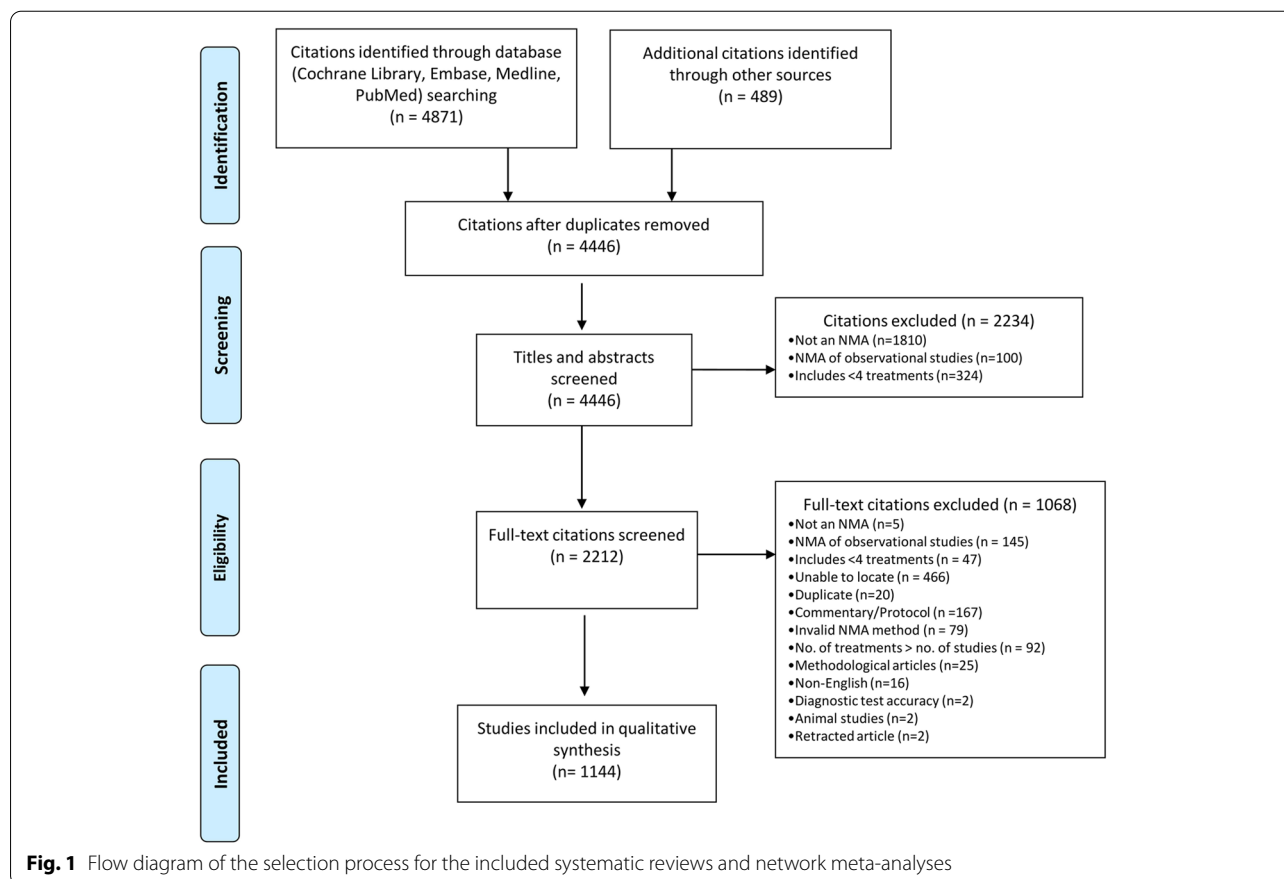 Identification
Citations identified through database
(Cochrane Library, Embase, Medline,
PubMed) searching
(n = 4871)
Additional citations identified
through other sources
(n = 489)
Citations after duplicates removed
(n = 4446)
Screening
Titles and abstracts
screened
(n = 4446)
Citations excluded (n = 2234)
•Not an NMA (n=1810)
•NMA of observational studies (n=100)
•Includes <4 treatments (n=324)
Eligibility
Full-text citations screened
(n = 2212)
Full-text citations excluded (n = 1068)
•Not an NMA (n=5)
•NMA of observational studies (n = 145)
•Includes <4 treatments (n = 47)
•Unable to locate (n = 466)
•Duplicate (n=20)
•Commentary/Protocol (n =167)
•Invalid NMA method (n = 79)
•No. of treatments > no. of studies (n = 92)
•Methodological articles (n=25)
•Non-English (n=16)
•Diagnostic test accuracy (n=2)
•Animal studies (n=2)
•Retracted article (n=2)
Included
Studies included in qualitative
synthesis
(n= 1144)
Fig. 1 Flow diagram of the selection process for the included systematic reviews and network meta-analyses